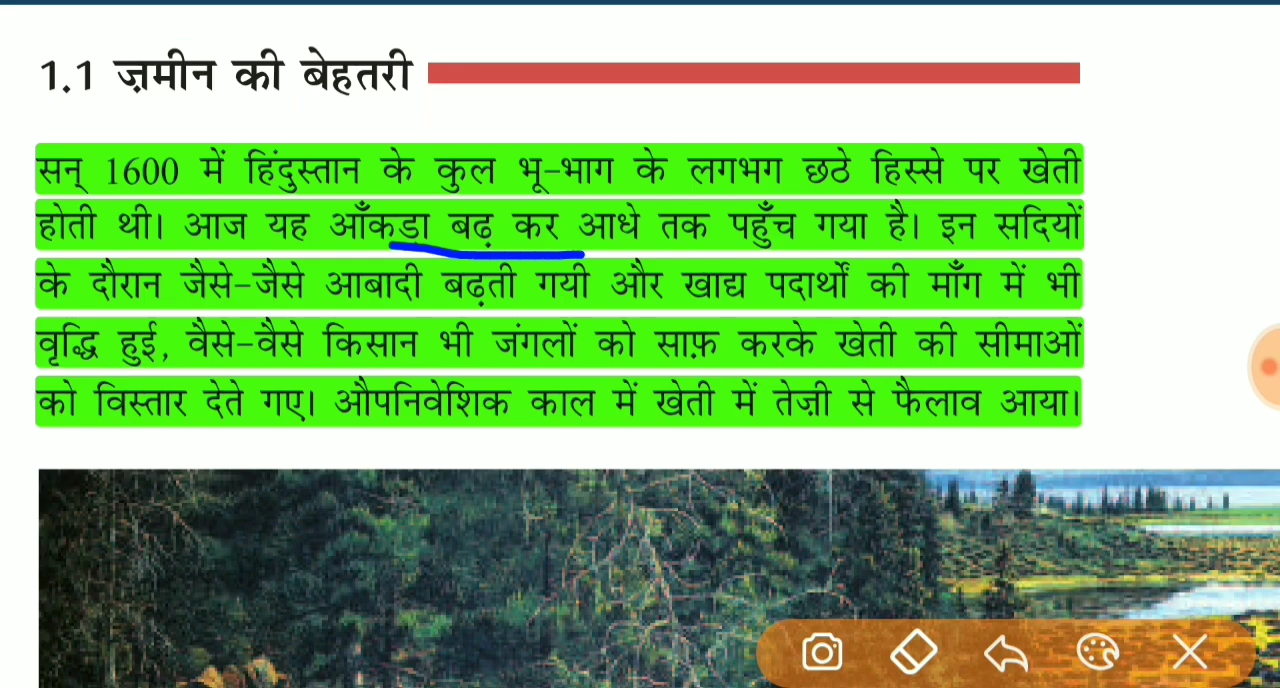 1.1 ज़मीन की बेहतरी
सन् 1600 में हिंदुस्तान के कुल भू-भाग के लगभग छठे हिस्से पर खेती
होती थी। आज यह आँकड़ा बढ़ कर आधे तक पहुँच गया है। इन सदियों
के दौरान जैसे-जैसे आबादी बढ़ती गयी और खाद्य पदार्थों की माँग में भी
वृद्धि हुई, वैसे-वैसे किसान भी जंगलों को साफ़ करके खेती की सीमाओं
को विस्तार देते गए। औपनिवेशिक काल में खेती में तेज़ी से फैलाव आया।